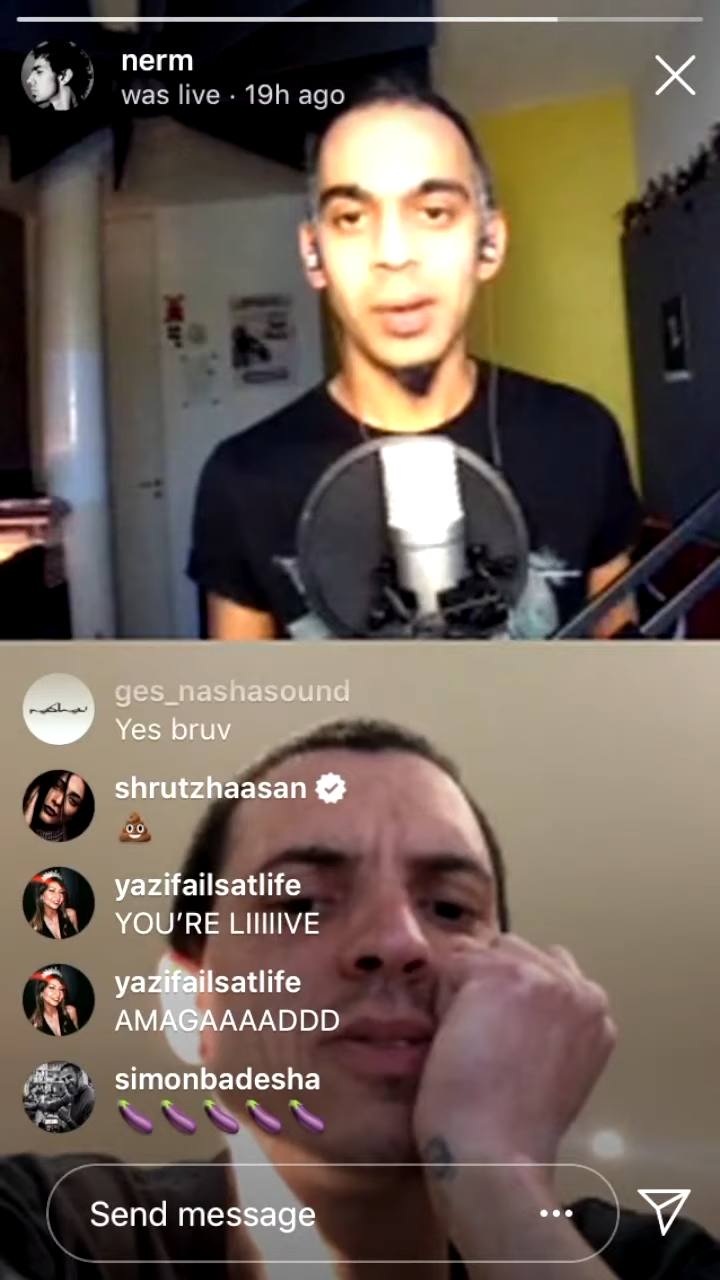 nerm
was live · 19h ago
ges_nashasound
Yes bruv
shrutzhaasan
💩
yazifailsatlife
YOU’RE LIIIIIVE
yazifailsatlife
AMAGAAAADDD
simonbadesha
🍆🍆🍆🍆🍆
Send message